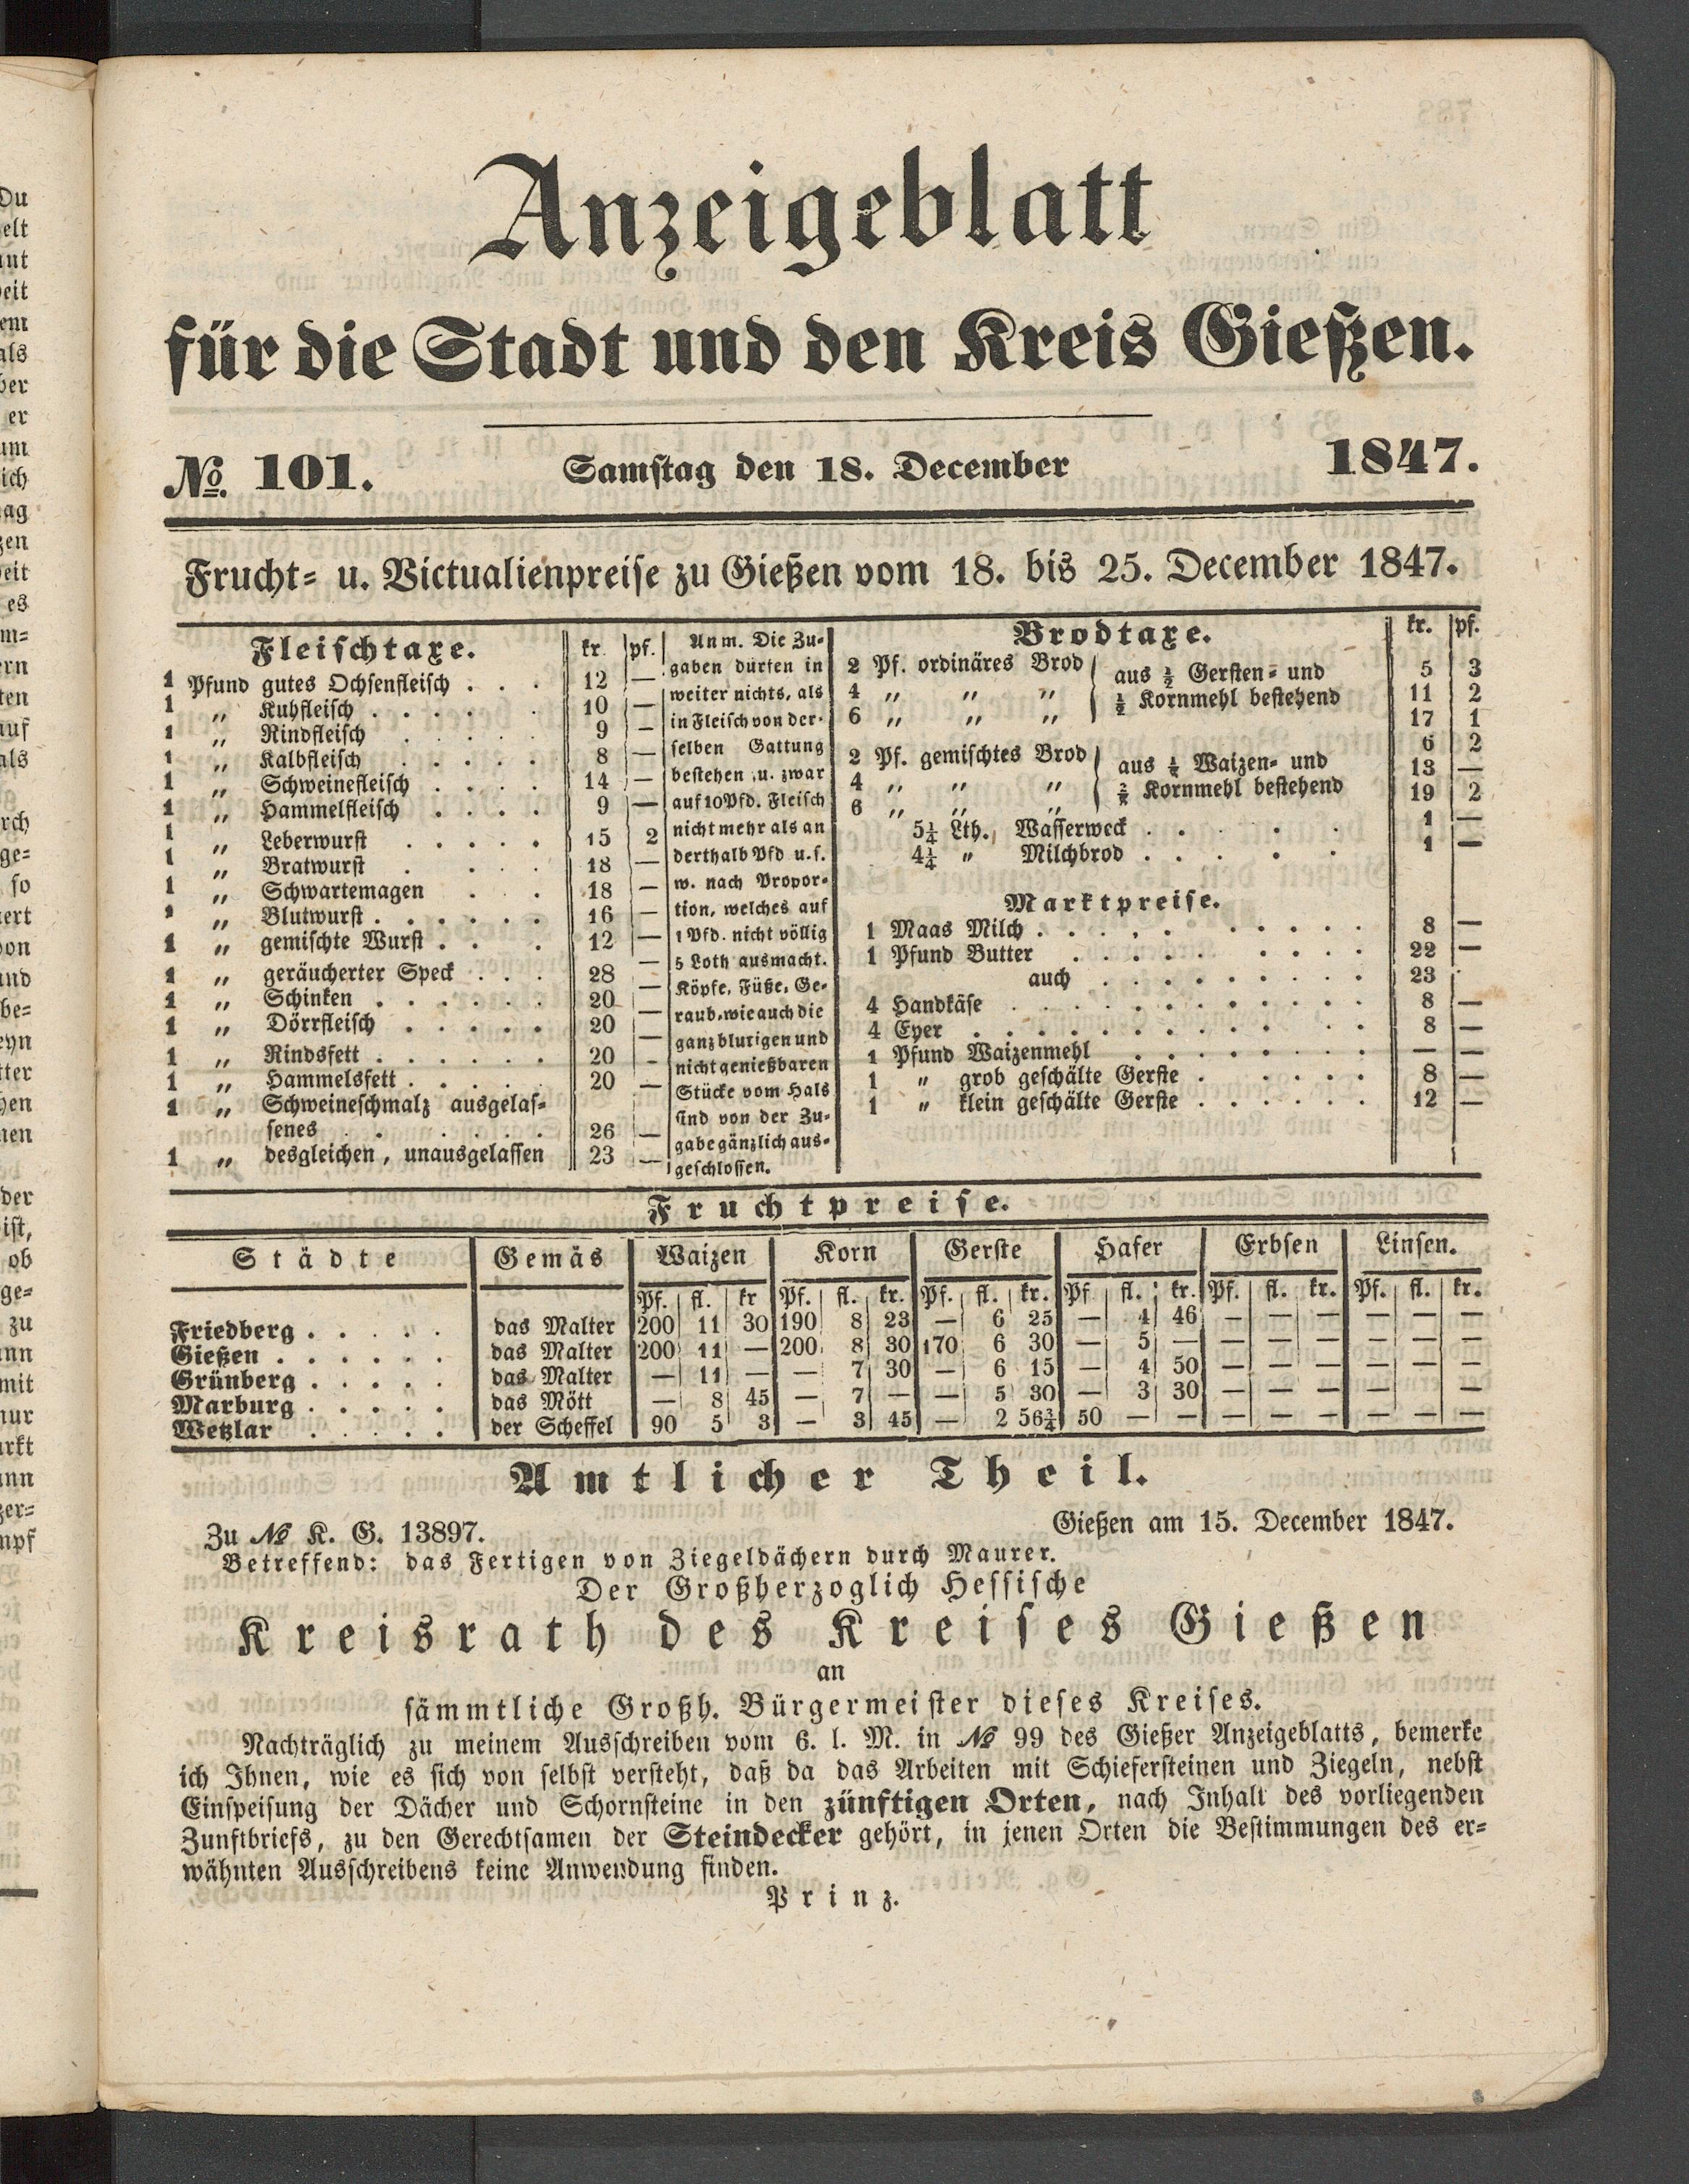 Anzeigeblatt
für die Stadt und den Kreis Gießen.
No. 101. Samstag den 18. December 1847.
Frucht- u. Victualienpreise zu Gießen vom 18. bis 25. December 1847.
Fleischtaxe. kr. pf.
1 Pfund gutes Ochsenfleisch . . . 12 —
1 „ Kuhfleisch . . . . . 10 —
1 „ Rindfleisch . . . . . 9 —
1 „ Kalbfleisch . . . . . 8 —
1 „ Schweinefleisch . . . . 14 —
1 „ Hammelfleisch . . . . 9 —
1 „ Leberwurst . . . . . 15 2
1 „ Bratwurst . . . . 18 —
1 „ Schwartemagen . . . 18 —
1 „ Blutwurst . . . . . . 16 —
1 „ gemischte Wurst . . . 12 —
1 „ geräucherter Speck . . . 28 —
1 „ Schinken . . . . . . 20 —
1 „ Dörrfleisch . . . . . 20 —
1 „ Rindsfett . . . . . . 20 -
1 „ Hammelsfett . . . . . 20 —
1 „ Schweineschmalz ausgelas-
senes . . . . . . 26 —
1 „ desgleichen, unausgelassen 23 —
Anm. Die Zu-
gaben dürfen in
weiter nichts, als
in Fleisch von der-
selben Gattung
bestehen u. zwar
auf 10 Pfd. Fleisch
nicht mehr als an
derthalb Pfd u. s.
w. nach Propor-
tion, welches auf
1 Pfd. nicht völlig
5 Loth ausmacht.
Köpfe, Füße, Ge-
raub, wie auch die
ganz blutigen und
nicht genießbaren
Stücke vom Hals
sind von der Zu-
gabe gänzlich aus-
geschlossen.
Brodtaxe. kr. pf.
2 Pf. ordinäres Brod aus ½ Gersten- und 5 3
4 „ „ „ ½ Kornmehl bestehend 11 2
6 „ „ „ 17 1
2 Pf. gemischtes Brod aus Waizen- und 6 2
4 „ „ „ Kornmehl bestehend 13 —
6 „ „ „ 19 2
5¼ Lth., Wasserweck . . . . . 1 —
4¼ „ Milchbrod . . . . . 1 —
Marktpreise.
1 Maas Milch . . . . . . . . . . 8 —
1 Pfund Butter . . . . . . . . . 22 —
auch . . . . . . . . 23
4 Handkäse . . . . . . . . . . 8 —
4 Eyer . . . . . . . . . . . 8 —
1 Pfund Waizenmehl . . . . . . . — —
1 „ grob geschälte Gerste . . . . . 8 —
1 „ klein geschälte Gerste . . . . . . 12 —
Fruchtpreise.
Städte Gemäs Waizen Korn Gerste Hafer Erbsen Linsen.
Pf. fl. kr Pf. fl. kr. Pf. fl. kr. Pf fl. kr. Pf. fl. kr. Pf. fl. kr.
Friedberg . . . . . das Malter 200 11 30 190 8 23 — 6 25 — 4 46 — — — — — —
Gießen . . . . . . das Malter 200 11 — 200 8 30 170 6 30 — 5 — — — — — — —
Grünberg . . . . . das Malter — 11 — — 7 30 — 6 15 — 4 50 — — — — — —
Marburg . . . . . das Mött — 8 45 — 7 — — 5 30 — 3 30 — — — — — —
Wetzlar . . . . . der Scheffel 90 5 3 — 3 45 — 2 56¾ 50 — — — — — — — —
Amtlicher Theil.
Zu No K. G. 13897. Gießen am 15. December 1847.
Betreffend: das Fertigen von Ziegeldächern durch Maurer.
Der Großherzoglich Hessische
Kreisrath des Kreises Gießen
an
sämmtliche Großh. Bürgermeister dieses Kreises.
Nachträglich zu meinem Ausschreiben vom 6. l. M. in No 99 des Gießer Anzeigeblatts, bemerke
ich Ihnen, wie es sich von selbst versteht, daß da das Arbeiten mit Schiefersteinen und Ziegeln, nebst
Einspeisung der Dächer und Schornsteine in den zünftigen Orten, nach Inhalt des vorliegenden
Zunftbriefs, zu den Gerechtsamen der Steindecker gehört, in jenen Orten die Bestimmungen des er-
wähnten Ausschreibens keine Anwendung finden.
Prinz.